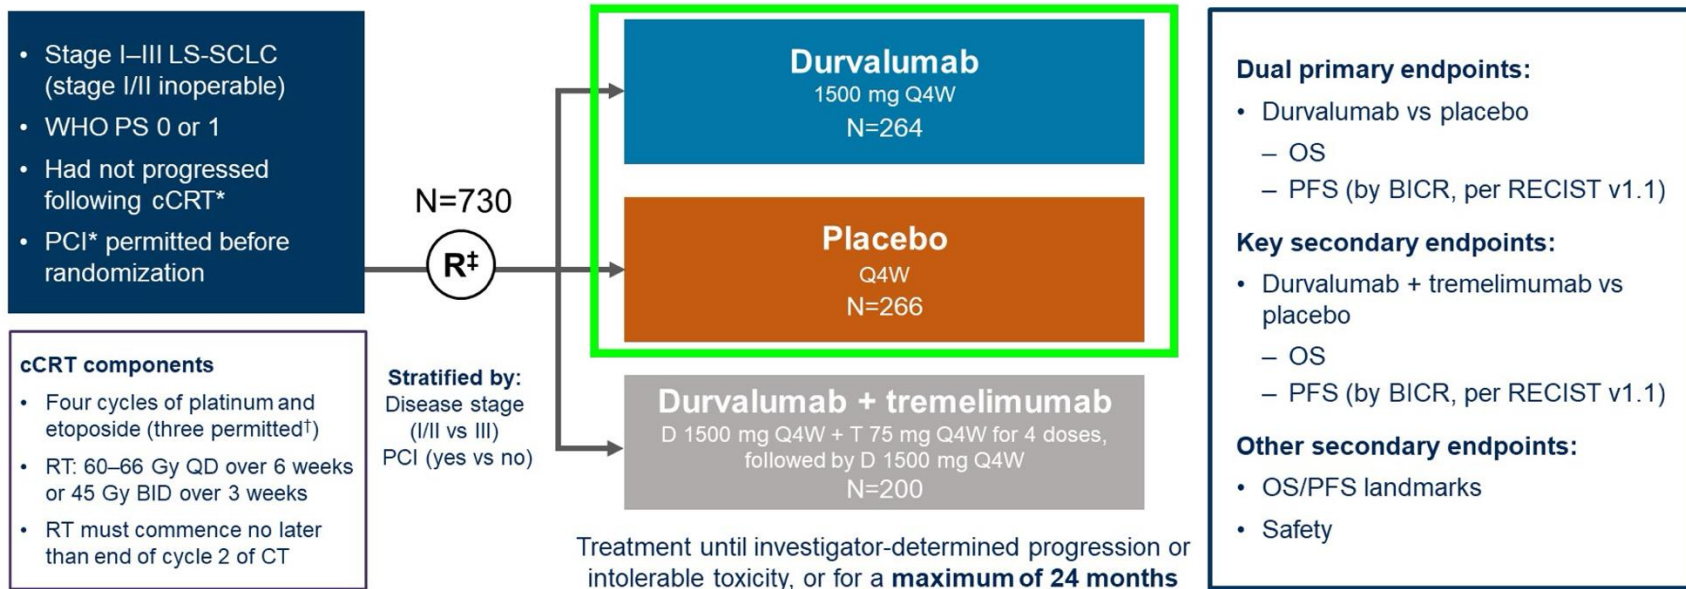 • Stage I–III LS-SCLC
(stage I/II inoperable)
• WHO PS 0 or 1
• Had not progressed
following cCRT*
• PCI* permitted before
randomization
cCRT components
• Four cycles of platinum and
etoposide (three permitted†)
• RT: 60–66 Gy QD over 6 weeks
or 45 Gy BID over 3 weeks
• RT must commence no later
than end of cycle 2 of CT
N=730
R‡
Stratified by:
Disease stage
(I/II vs III)
PCI (yes vs no)
Durvalumab
1500 mg Q4W
N=264
Placebo
Q4W
N=266
Durvalumab + tremelimumab
D 1500 mg Q4W + T 75 mg Q4W for 4 doses,
followed by D 1500 mg Q4W
N=200
Treatment until investigator-determined progression or
intolerable toxicity, or for a maximum of 24 months
Dual primary endpoints:
• Durvalumab vs placebo
– OS
– PFS (by BICR, per RECIST v1.1)
Key secondary endpoints:
• Durvalumab + tremelimumab vs
placebo
– OS
– PFS (by BICR, per RECIST v1.1)
Other secondary endpoints:
• OS/PFS landmarks
• Safety